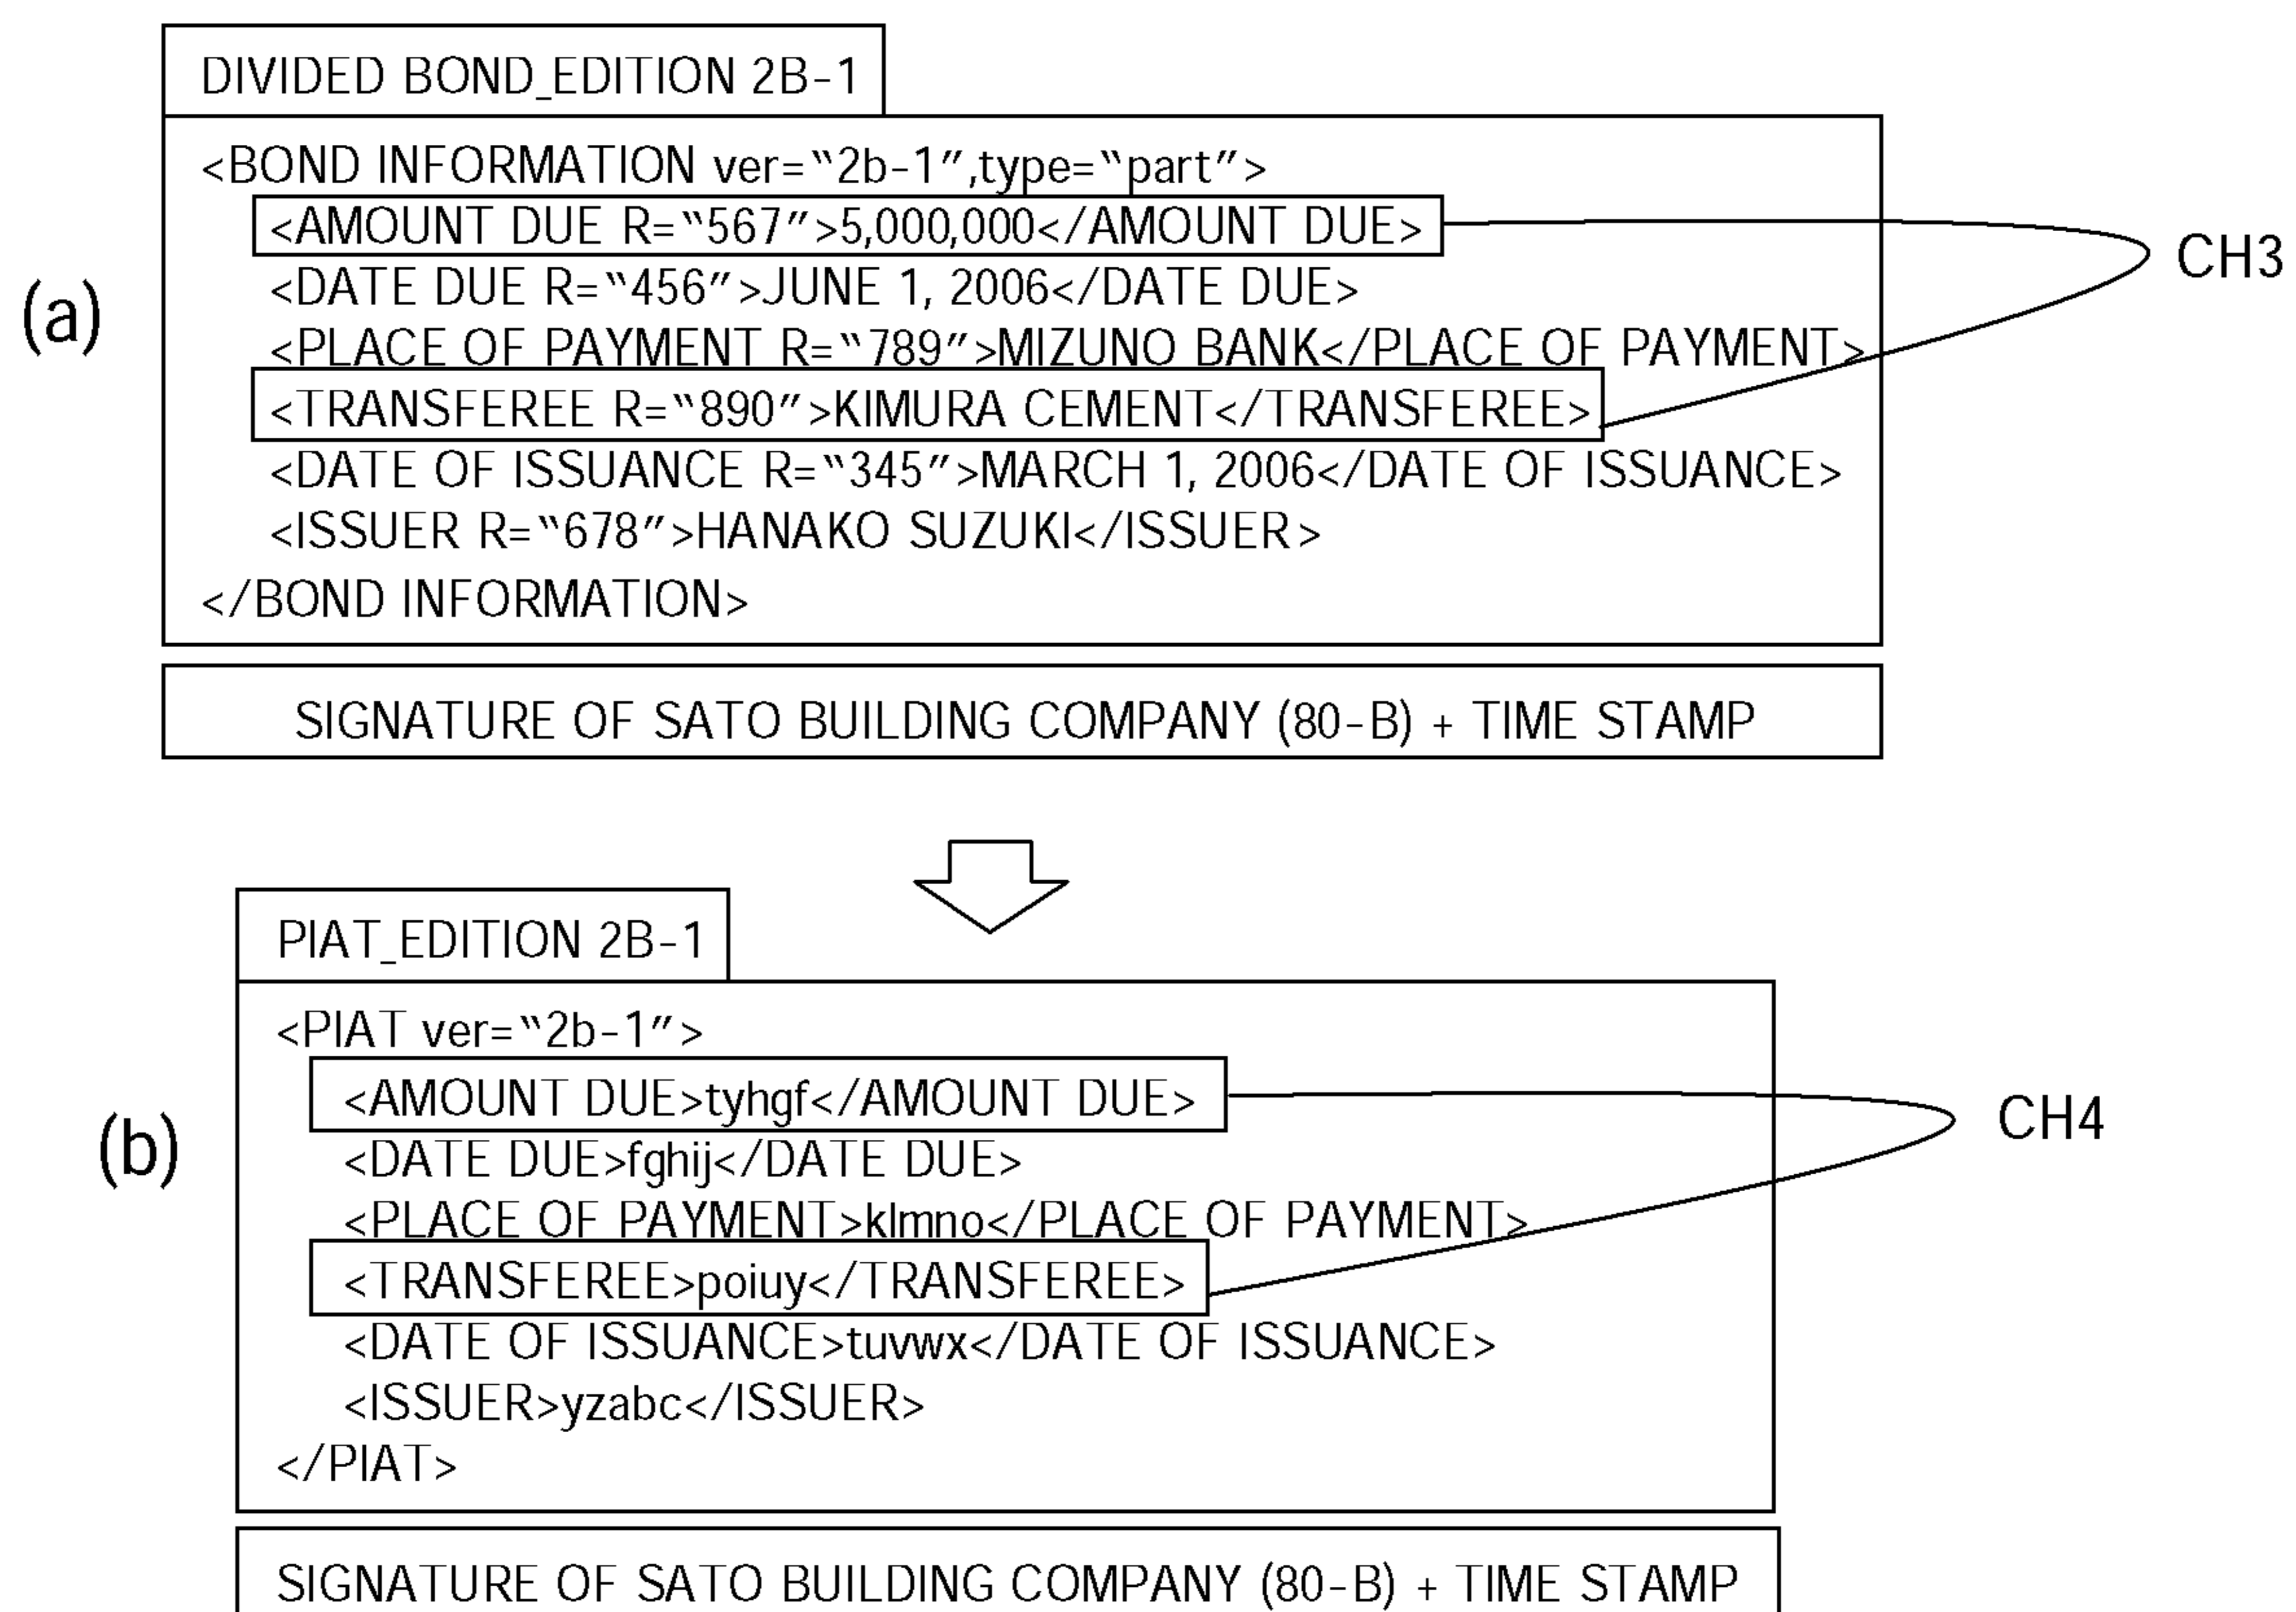 DIVIDED BOND_EDITION 2B-1
<BOND INFORMATION ver=‶2b-1″,type=‶part″>
<AMOUNT DUE R=‶567″>5,000,000</AMOUNT DUE>
CH3
<DATE DUE R=‶456″>JUNE 1, 2006</DATE DUE>
(a)
<PLACE OF PAYMENT R=‶789″>MIZUNO BANK</PLACE OF PAYMENT>
<TRANSFEREE R=‶890″>KIMURA CEMENT</TRANSFEREE>
<DATE OF ISSUANCE R=‶345″>MARCH 1, 2006</DATE OF ISSUANCE>
<ISSUER R=‶678″>HANAKO SUZUKI</ISSUER>
</BOND INFORMATION>
SIGNATURE OF SATO BUILDING COMPANY (80-B) + TIME STAMP
PIAT_EDITION 2B-1
<PIAT ver=‶2b-1″>
<AMOUNT DUE>tyhgf</AMOUNT DUE>
CH4
(b)
<DATE DUE>fghij</DATE DUE>
<PLACE OF PAYMENT>klmno</PLACE OF PAYMENT>
<TRANSFEREE>poiuy</TRANSFEREE>
<DATE OF ISSUANCE>tuvwx</DATE OF ISSUANCE>
<ISSUER>yzabc</ISSUER>
</PIAT>
SIGNATURE OF SATO BUILDING COMPANY (80-B) + TIME STAMP